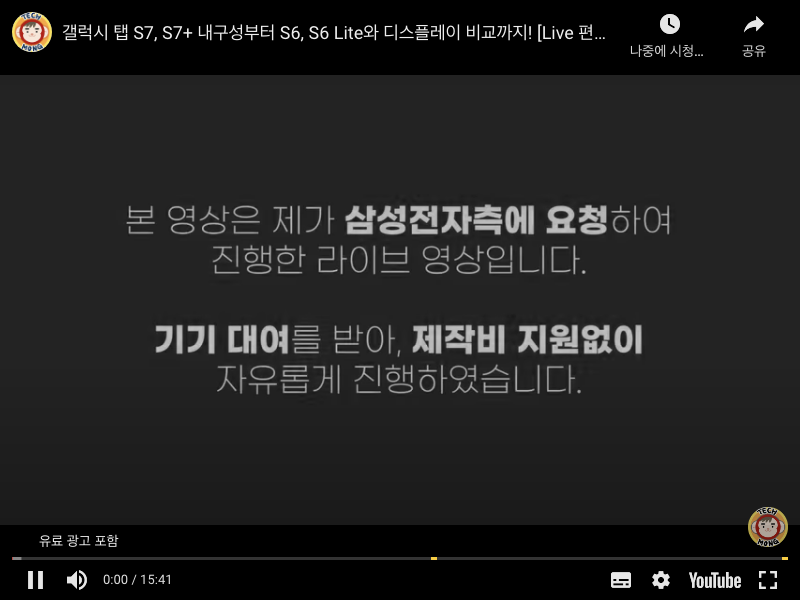 TECH MONG
갤럭시 탭 S7, S7+ 내구성부터 S6, S6 Lite와 디스플레이 비교까지! [Live 편...
나중에 시청...
공유
본 영상은 제가 삼성전자측에 요청하여
진행한 라이브 영상입니다.
기기 대여를 받아, 제작비 지원없이
자유롭게 진행하였습니다.
TECH MONG
유료 광고 포함
0:00 / 15:41
YouTube